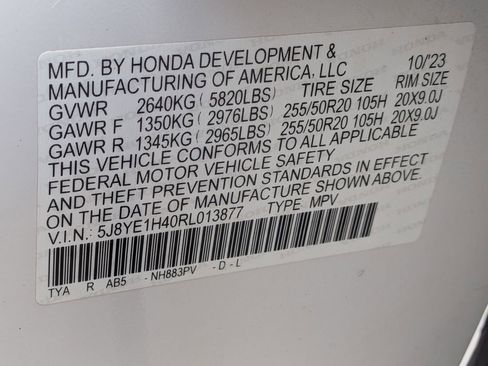 MFD. BY HONDA DEVELOPMENT & 10/'23
MANUFACTURING OF AMERICA, LLC
TIRE SIZE RIM SIZE
GVWR 2640KG ( 5820LBS)
GAWR F 1350KG ( 2976LBS) 255/50R20 105H 20X9.0J
GAWR R 1345KG ( 2965LBS) 255/50R20 105H 20X9.0J
THIS VEHICLE CONFORMS TO ALL APPLICABLE
FEDERAL MOTOR VEHICLE SAFETY
AND THEFT PREVENTION STANDARDS IN EFFECT
ON THE DATE OF MANUFACTURE SHOWN ABOVE.
V.I.N.: 5J8YE1H40RL013877 TYPE MPV
TYA R AB5 -NH883PV -D-L